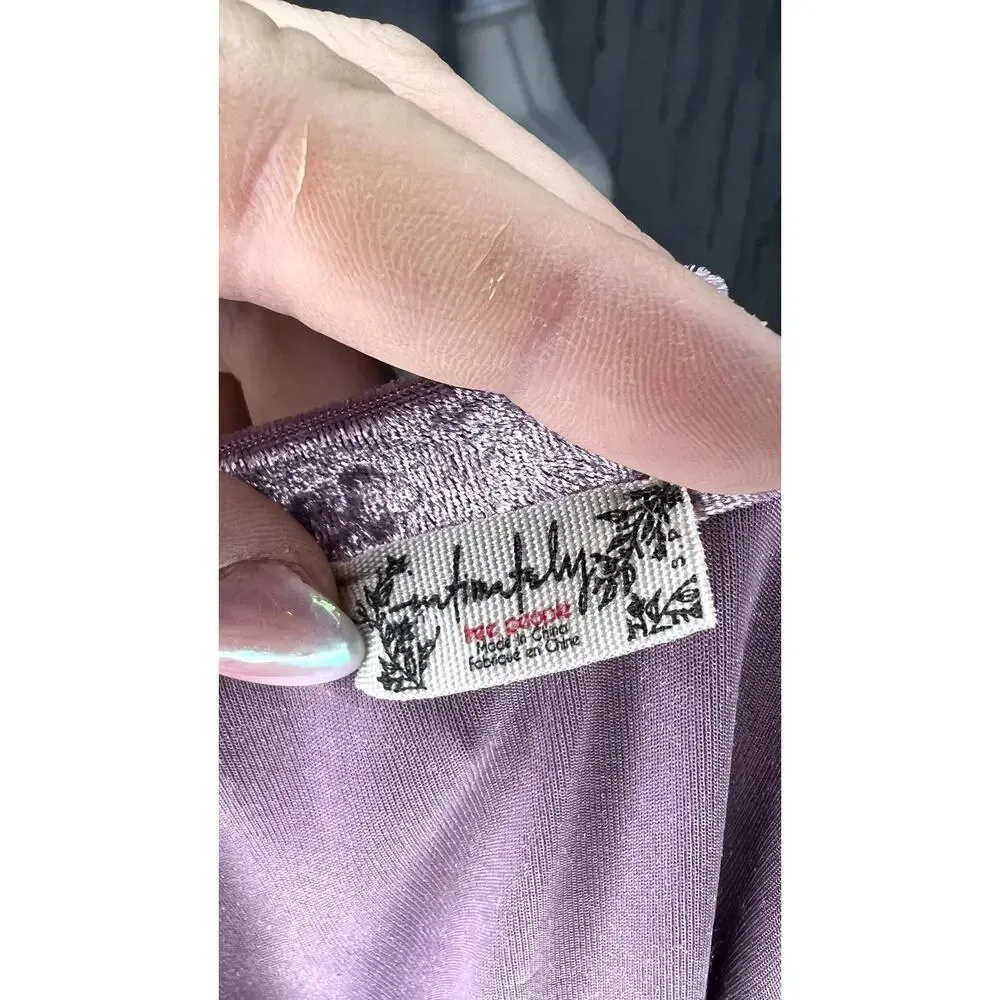 intimately
free people
Made in China
Fabriqué en Chine
S.P